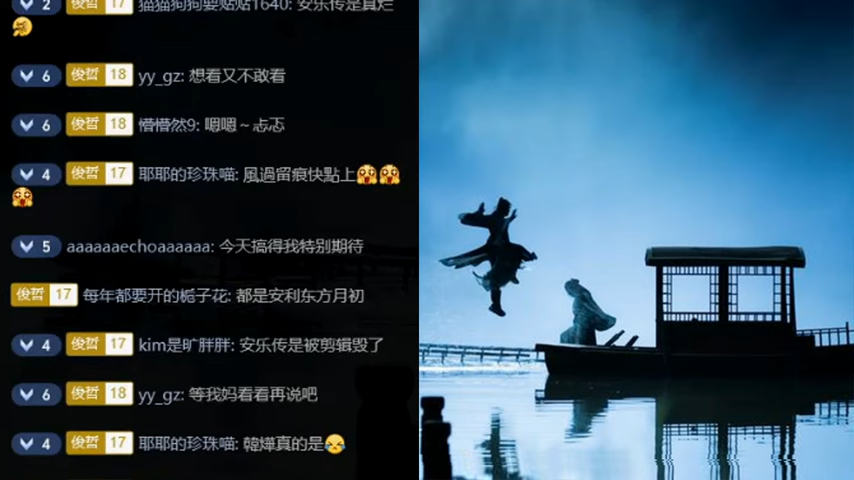 2 俊哲 17 猫猫狗狗要贴贴1640: 安乐传是真烂
6 俊哲 18 yy_gz: 想看又不敢看
6 俊哲 18 懵懵然9: 嗯嗯～忐忑
4 俊哲 17 耶耶的珍珠喵: 風過留痕快點上
5 aaaaaaechoaaaaaa: 今天搞得我特别期待
俊哲 17 每年都要开的栀子花: 都是安利东方月初
4 俊哲 17 kim是旷胖胖: 安乐传是被剪辑毁了
6 俊哲 18 yy_gz: 等我妈看看再说吧
4 俊哲 17 耶耶的珍珠喵: 韓燁真的是